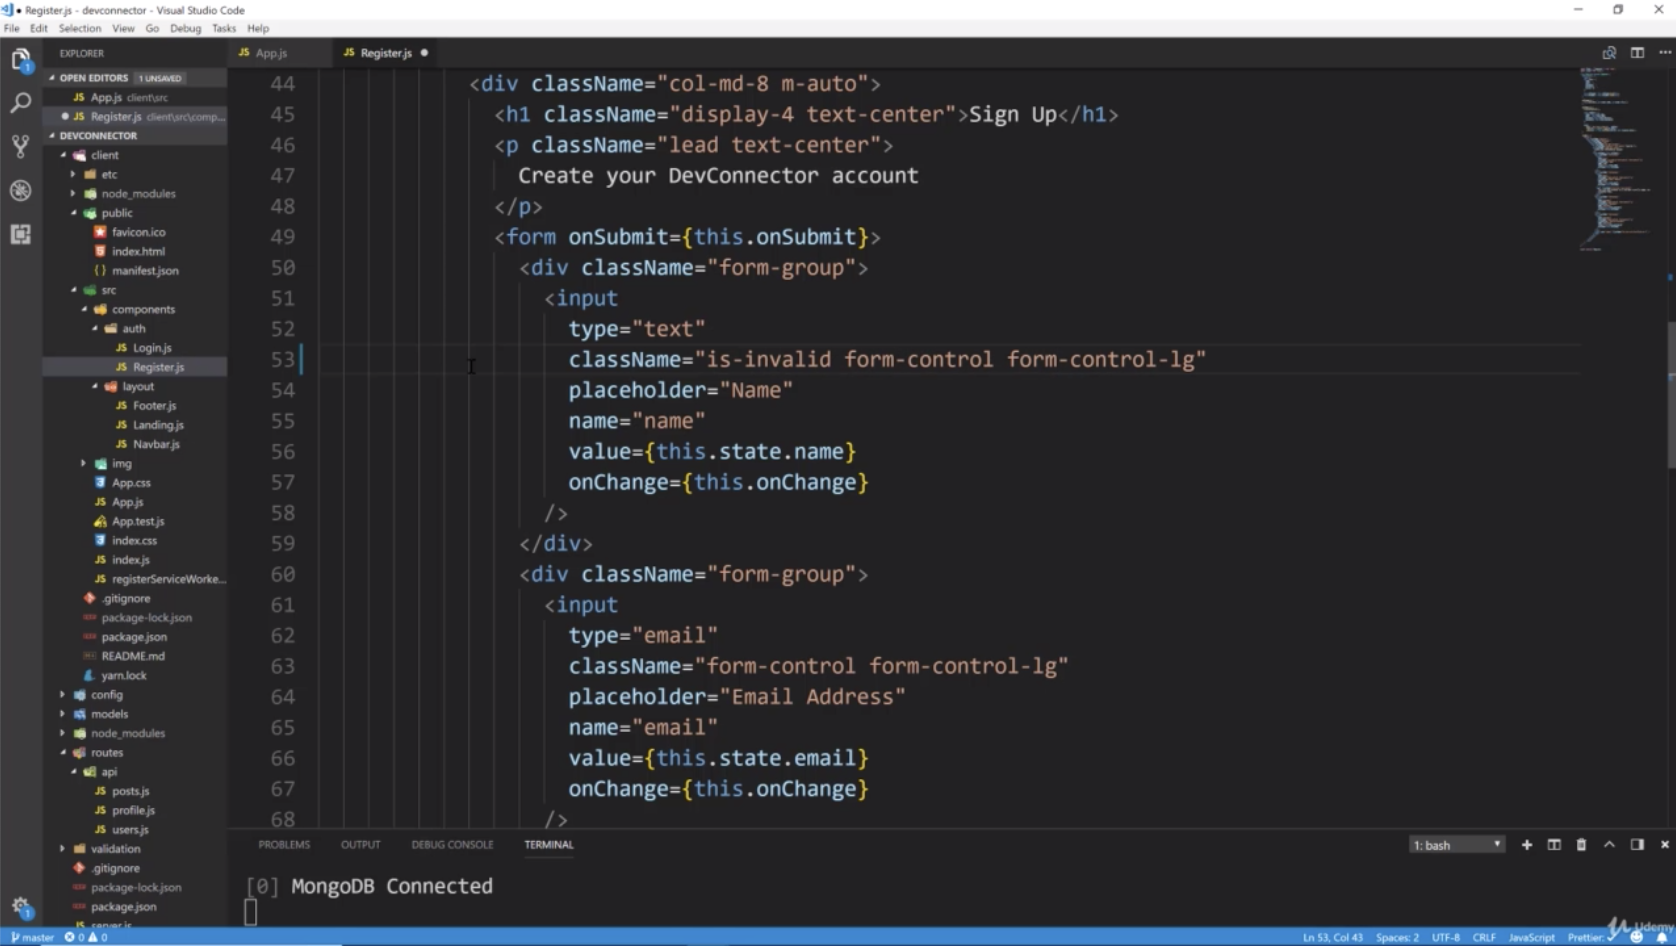 Register.js - devconnector - Visual Studio Code
File Edit Selection View Go Debug Tasks Help
EXPLORER
JS App.js
JS Register.js
OPEN EDITORS 1 UNSAVED
JS App.js client\src
JS Register.js client\src\comp...
DEVCONNECTOR
client
etc
node_modules
public
favicon.ico
index.html
manifest.json
src
components
auth
JS Login.js
JS Register.js
layout
JS Footer.js
JS Landing.js
JS Navbar.js
img
App.css
JS App.js
App.test.js
index.css
JS index.js
JS registerServiceWorke...
.gitignore
package-lock.json
package.json
README.md
yarn.lock
config
models
node_modules
routes
api
JS posts.js
JS profile.js
JS users.js
validation
.gitignore
package-lock.json
package.json
server.js
44 <div className="col-md-8 m-auto">
45 <h1 className="display-4 text-center">Sign Up</h1>
46 <p className="lead text-center">
47 Create your DevConnector account
48 </p>
49 <form onSubmit={this.onSubmit}>
50 <div className="form-group">
51 <input
52 type="text"
53 className="is-invalid form-control form-control-lg"
54 placeholder="Name"
55 name="name"
56 value={this.state.name}
57 onChange={this.onChange}
58 />
59 </div>
60 <div className="form-group">
61 <input
62 type="email"
63 className="form-control form-control-lg"
64 placeholder="Email Address"
65 name="email"
66 value={this.state.email}
67 onChange={this.onChange}
68 />
PROBLEMS OUTPUT DEBUG CONSOLE TERMINAL 1: bash
[0] MongoDB Connected
master 0 0 Ln 53, Col 43 Spaces: 2 UTF-8 CRLF JavaScript Prettier: ✓
Udemy